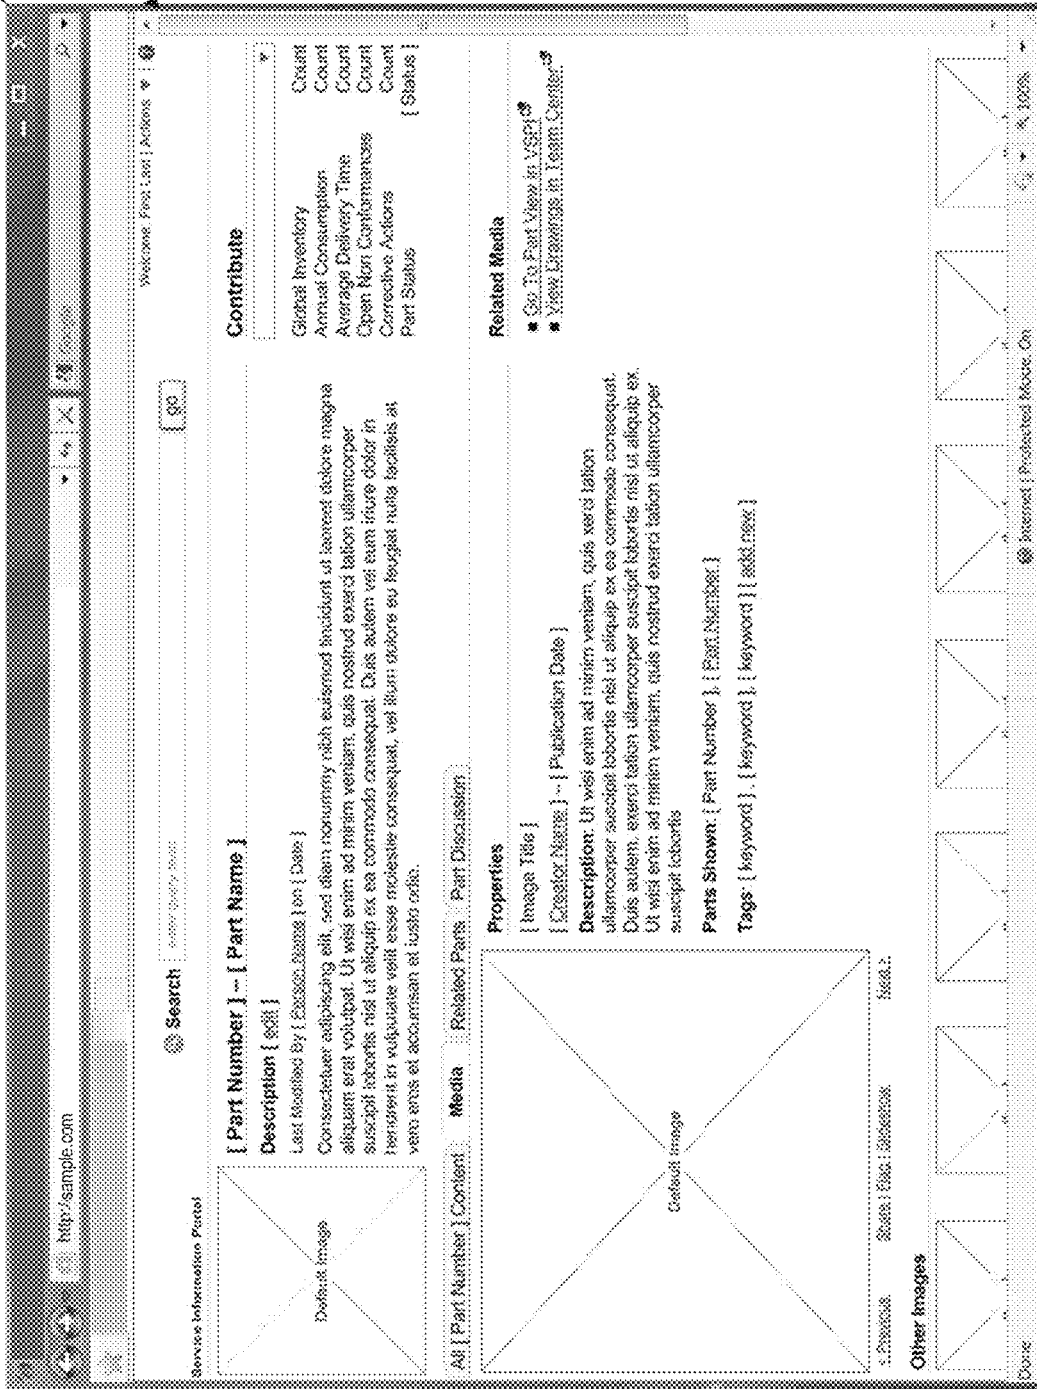 http://sample.com
Google
Welcome, First Last | Actions
Service Information Portal
Search
enter query text
go
[ Part Number ] -- [ Part Name ]
Description [ edit ]
Last Modified By [ Person Name ] on [ Date ]
Consectetuer adipiscing elit, sed diam nonummy nibh euismod tincidunt ut laoreet dolore magna
aliquam erat volutpat. Ut wisi enim ad minim veniam, quis nostrud exerci tation ullamcorper
suscipit lobortis nisl ut aliquip ex ea commodo consequat. Duis autem vel eum iriure dolor in
hendrerit in vulputate velit esse molestie consequat, vel illum dolore eu feugiat nulla facilisis at
vero eros et accumsan et iusto odio.
Default Image
Contribute
Global Inventory Count
Annual Consumption Count
Average Delivery Time Count
Open Non Conformances Count
Corrective Actions Count
Part Status [ Status ]
All [ Part Number ] Content
Media
Related Parts
Part Discussion
Default Image
< Previous
Share | Flag | Slideshow
Next >
Properties
[ Image Title ]
[ Creator Name ] -- [ Publication Date ]
Description: Ut wisi enim ad minim veniam, quis xerci tation
ullamcorper suscipit lobortis nisl ut aliquip ex ea commodo consequat.
Duis autem, exerci tation ullamcorper suscipit lobortis nisl ut aliquip ex.
Ut wisi enim ad minim veniam, quis nostrud exerci tation ullamcorper
suscipit lobortis
Parts Shown: [ Part Number ], [ Part Number ]
Tags: [ keyword ], [ keyword ], [ keyword ] [ add new ]
Related Media
Go To Part View in VSPI
View Drawings in Team Center
Other Images
Done
Internet | Protected Mode: On
100%